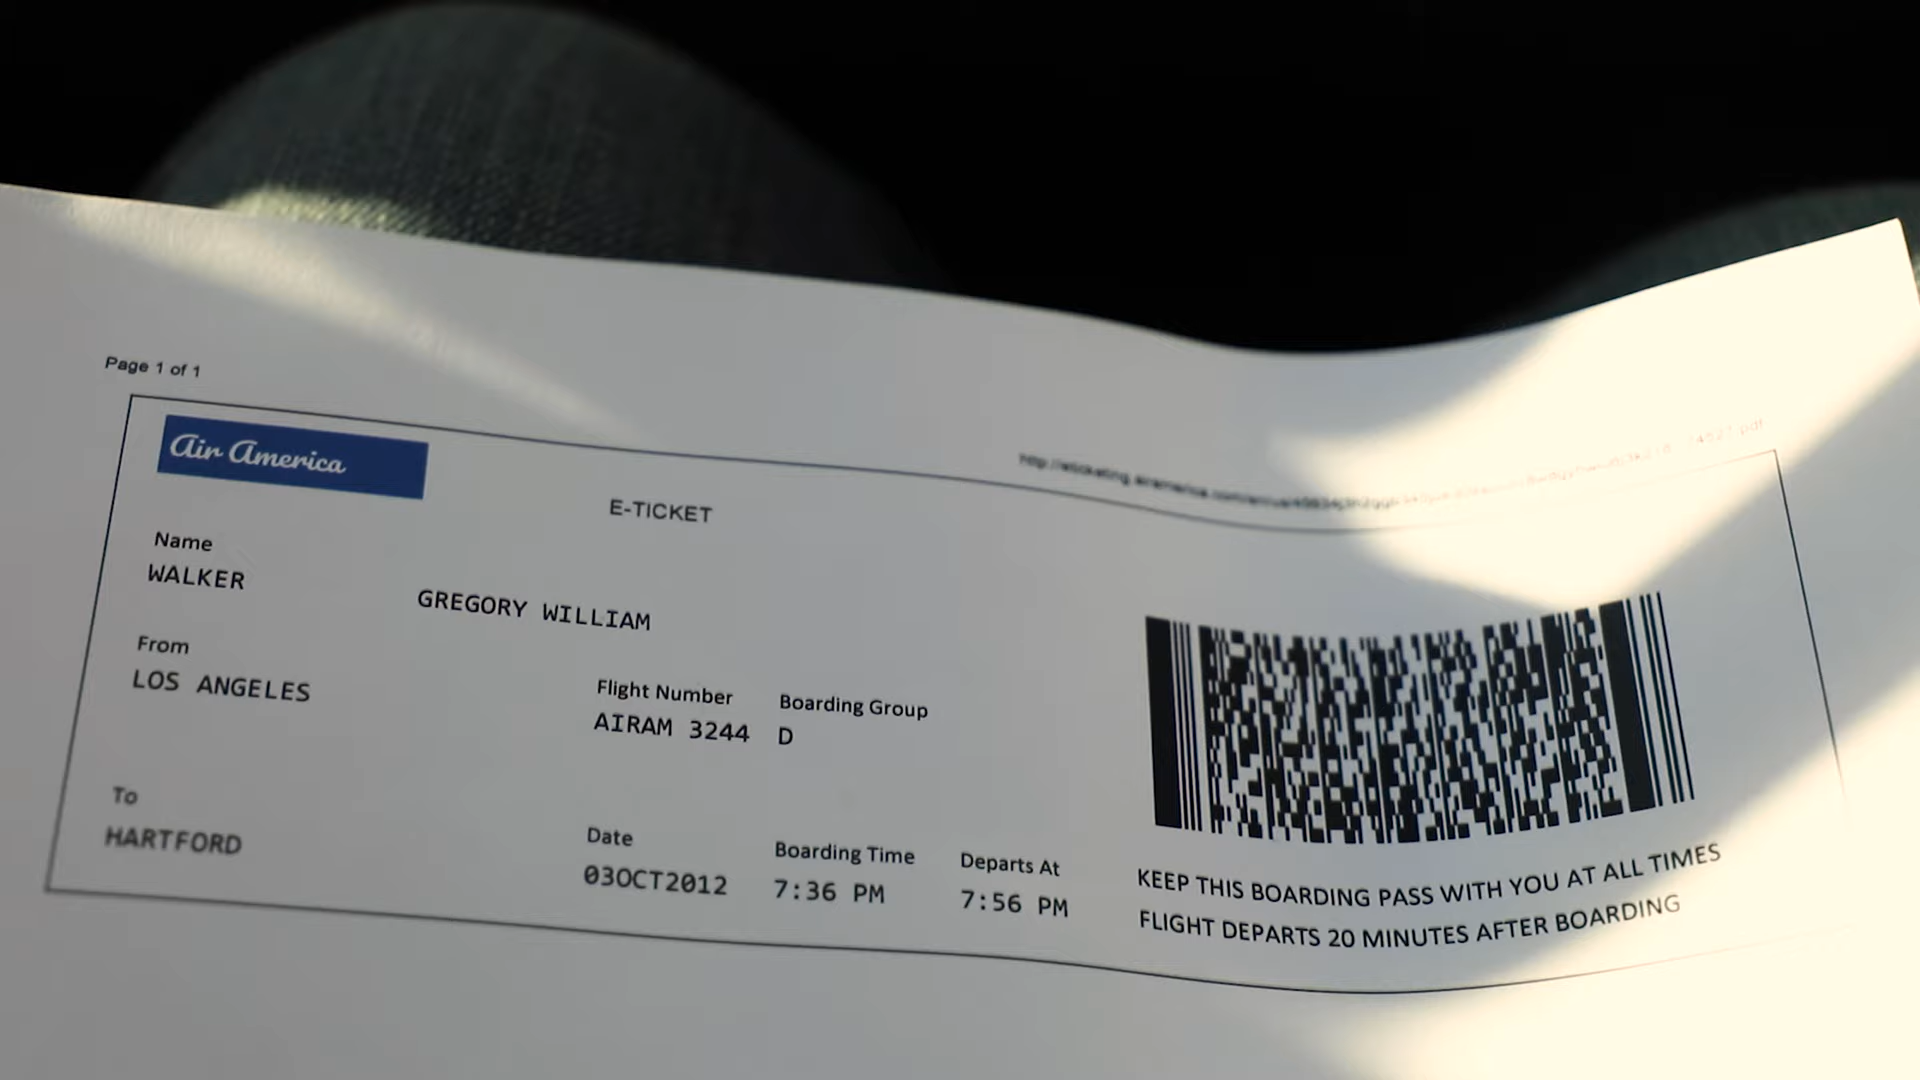 Page 1 of 1
Air America
E-TICKET
Name
WALKER GREGORY WILLIAM
From
LOS ANGELES
Flight Number Boarding Group
AIRAM 3244 D
To
HARTFORD
Date Boarding Time Departs At
03OCT2012 7:36 PM 7:56 PM
KEEP THIS BOARDING PASS WITH YOU AT ALL TIMES
FLIGHT DEPARTS 20 MINUTES AFTER BOARDING